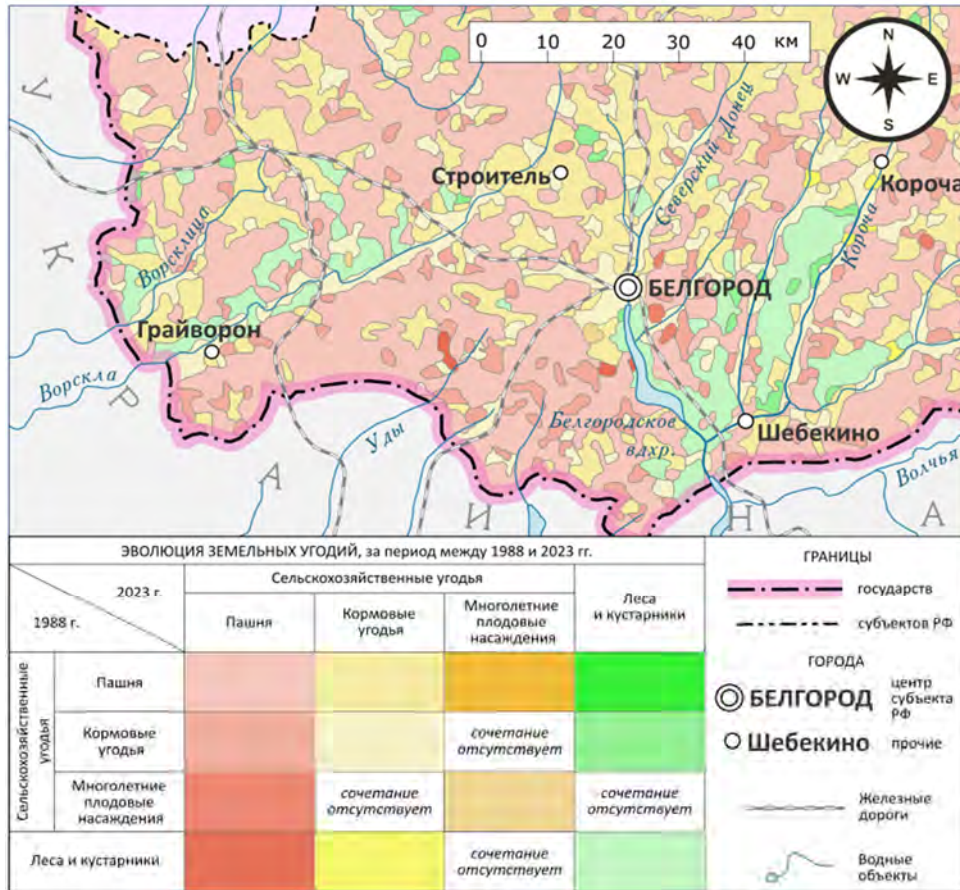 0 12 20 30 40 км
N
W E
S
У
К
Р
А
И
Н
А
Строитель
Северский Донец
Короча
Короча
Ворсклица
БЕЛГОРОД
Грайворон
Ворскла
Уды
Белгородское
вдхр.
Шебекино
Волчья
ЭВОЛЮЦИЯ ЗЕМЕЛЬНЫХ УГОДИЙ, за период между 1988 и 2023 гг.
2023 г.
1988 г.
Сельскохозяйственные угодья
Пашня
Кормовые
угодья
Многолетние
плодовые
насаждения
Леса
и кустарники
Сельскохозяйственные
угодья
Пашня
Кормовые
угодья
сочетание
отсутствует
Многолетние
плодовые
насаждения
сочетание
отсутствует
сочетание
отсутствует
Леса и кустарники
сочетание
отсутствует
ГРАНИЦЫ
государств
субъектов РФ
ГОРОДА
БЕЛГОРОД
центр
субъекта
РФ
Шебекино
прочие
Железные
дороги
Водные
объекты